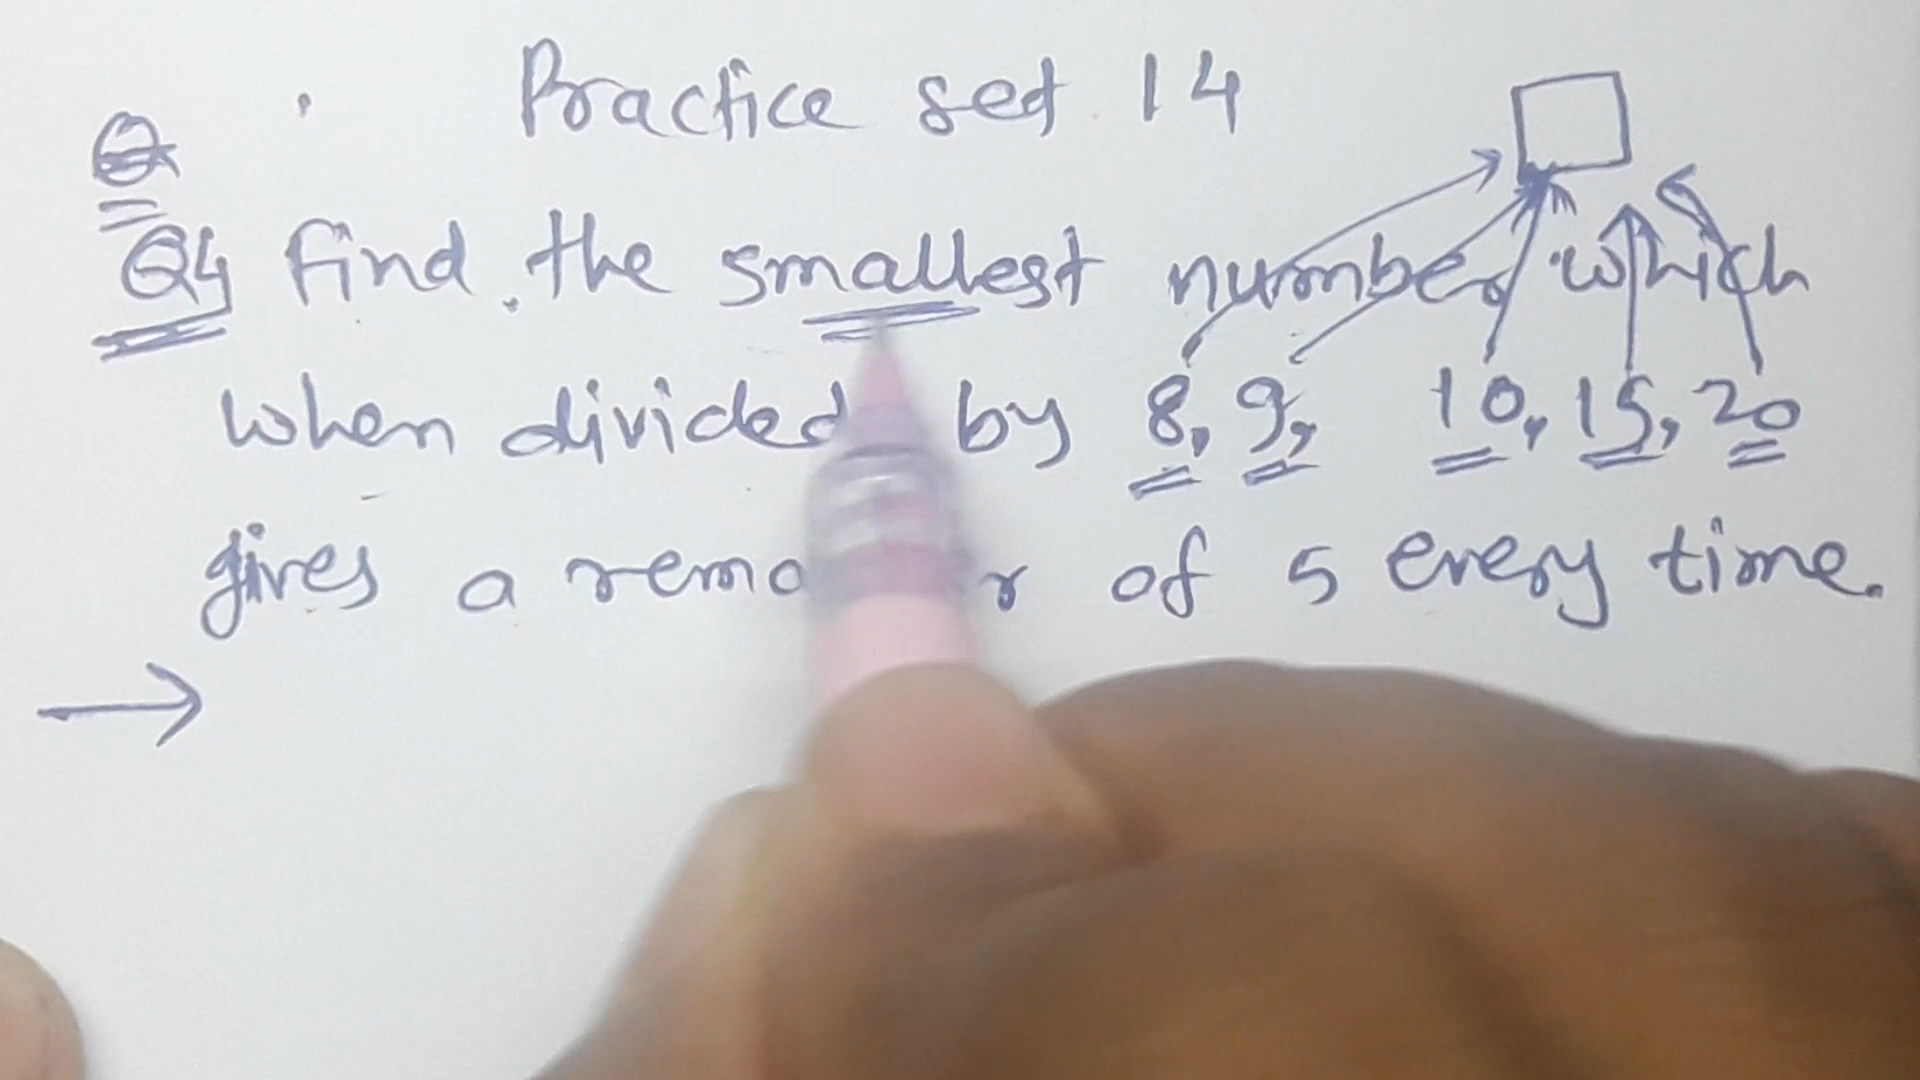 Practice set 14
Q
Q4 Find the smallest number which
when divided by 8, 9, 10, 15, 20
gives a of 5 every time.